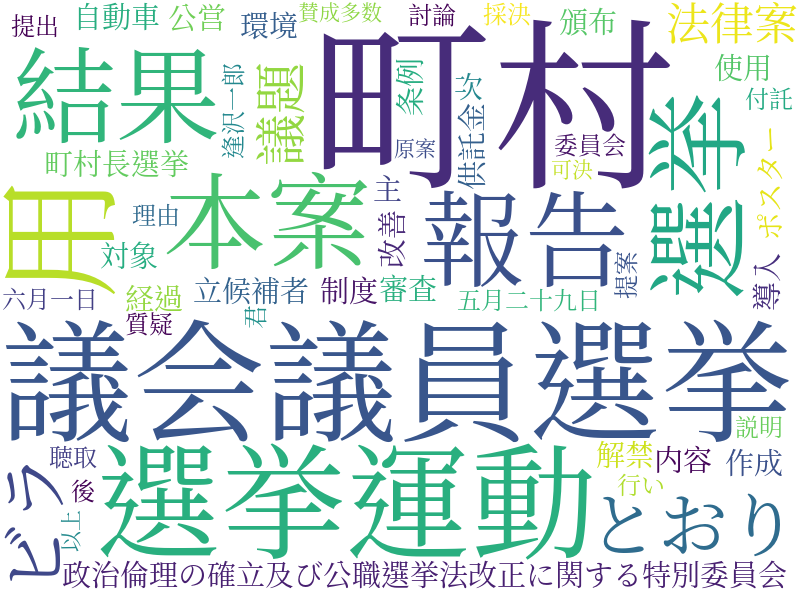 提出
自動車
公営
賛成多数
討論
採決
法律案
環境
頒布
町村
結果
逢沢一郎
議題
条例
次
使用
付託
選挙
原案
委員会
供託金
町村長選挙
可決
ポスター
用
理由
本案
主
報告
対象
改善
提案
導入
六月一日
経過
立候補者
制度
審査
五月二十九日
質疑
君
議会議員選挙
説明
ビラ
聴取
選挙運動
解禁
内容
作成
とおり
後
行い
以上
政治倫理の確立及び公職選挙法改正に関する特別委員会